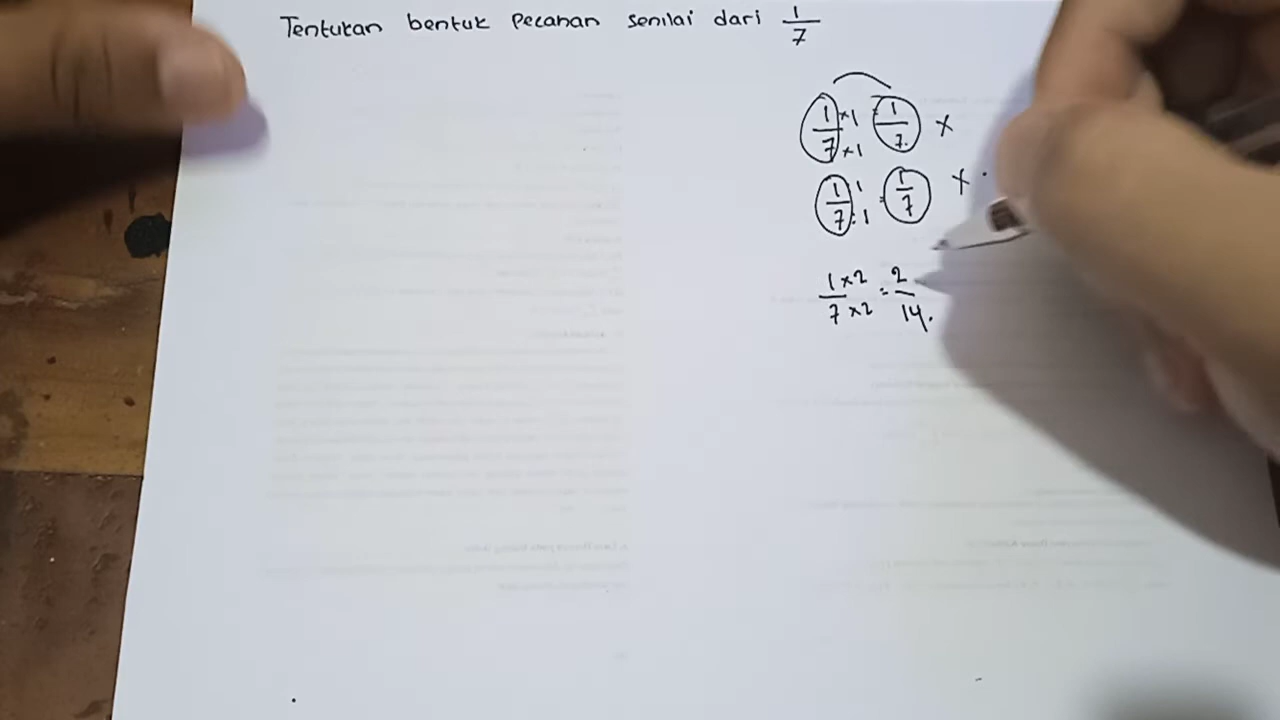 Tentukan bentuk pecahan senilai dari 1/7
1/7 ×1 ×1 = 1/7 ×
1/7 : 1 : 1 = 1/7 ×
1 × 2 / 7 × 2 = 2/14.